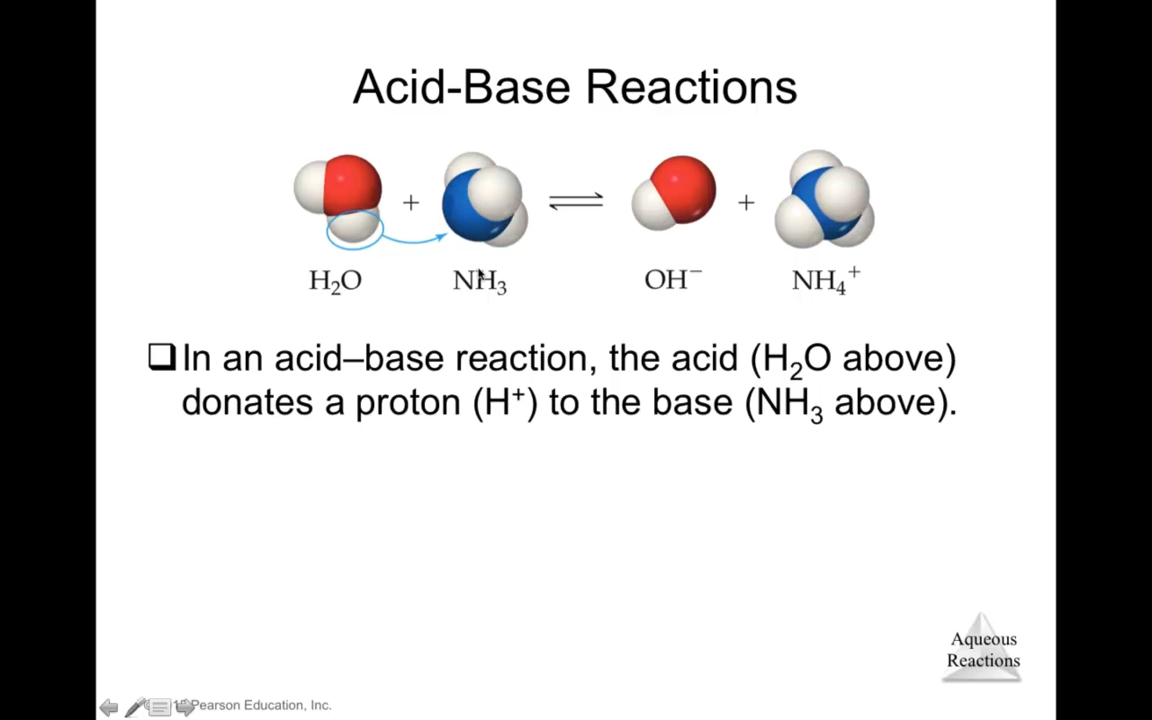 Acid-Base Reactions
+ ⇌ +
H₂O NH₃ OH⁻ NH₄⁺
❑In an acid–base reaction, the acid (H₂O above)
donates a proton (H⁺) to the base (NH₃ above).
Aqueous
Reactions
Pearson Education, Inc.